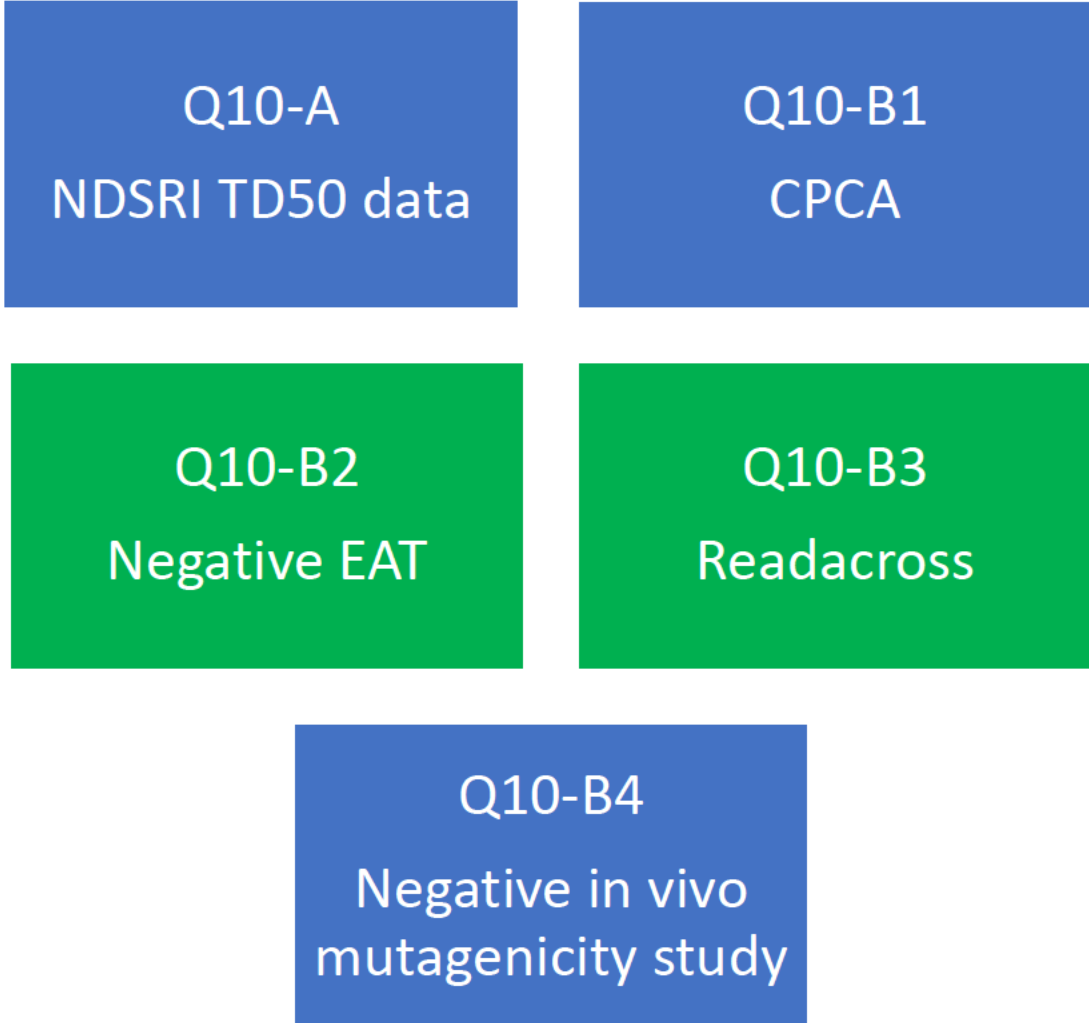 Q10-A
NDSRI TD50 data
Q10-B1
CPCA
Q10-B2
Negative EAT
Q10-B3
Readacross
Q10-B4
Negative in vivo
mutagenicity study